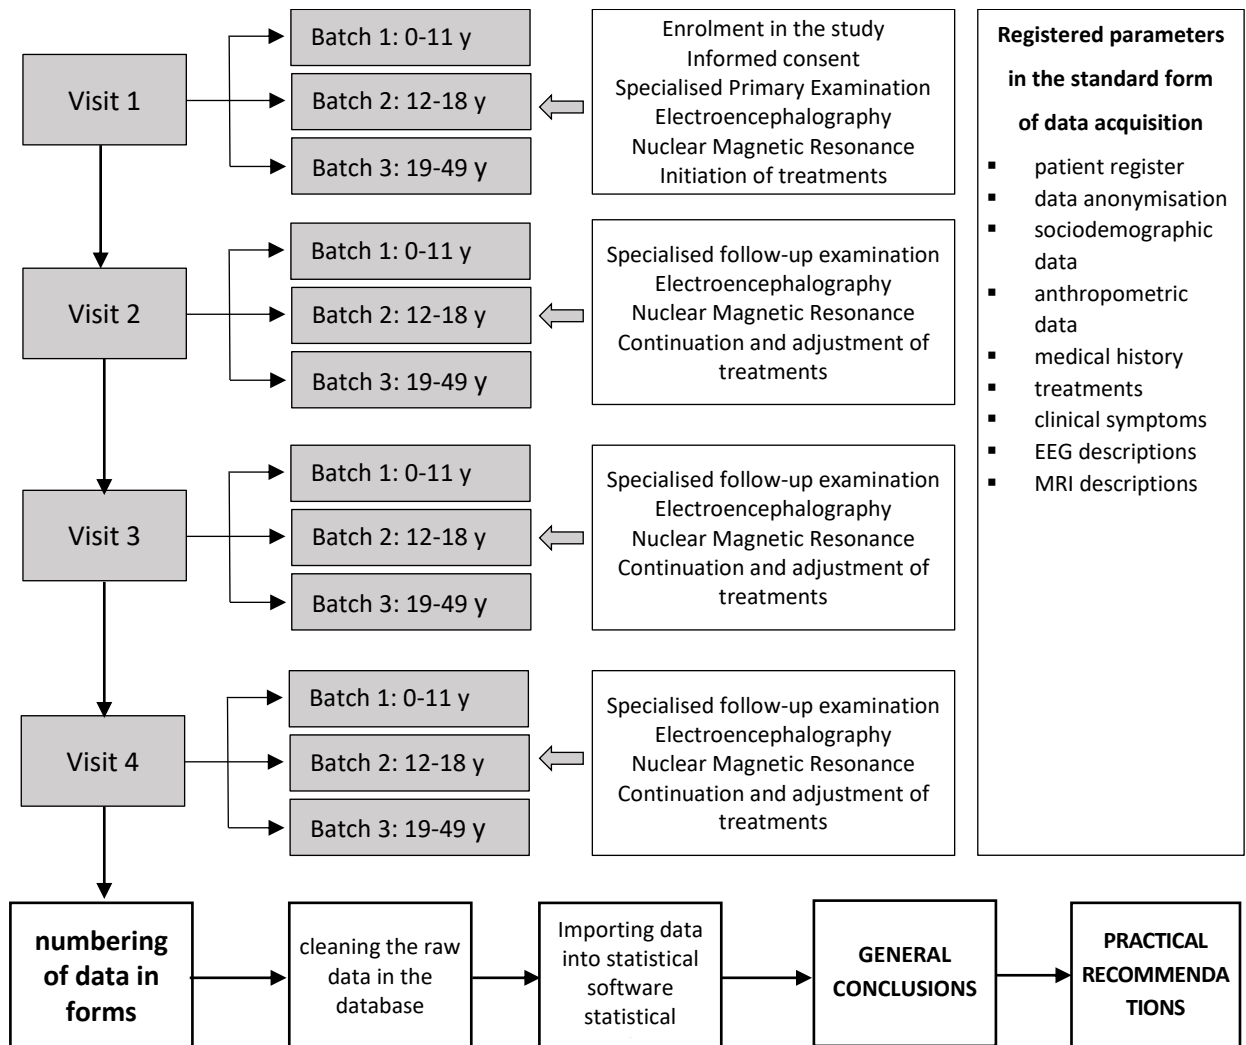 Visit 1
Batch 1: 0-11 y
Batch 2: 12-18 y
Batch 3: 19-49 y
Enrolment in the study
Informed consent
Specialised Primary Examination
Electroencephalography
Nuclear Magnetic Resonance
Initiation of treatments
Visit 2
Batch 1: 0-11 y
Batch 2: 12-18 y
Batch 3: 19-49 y
Specialised follow-up examination
Electroencephalography
Nuclear Magnetic Resonance
Continuation and adjustment of
treatments
Visit 3
Batch 1: 0-11 y
Batch 2: 12-18 y
Batch 3: 19-49 y
Specialised follow-up examination
Electroencephalography
Nuclear Magnetic Resonance
Continuation and adjustment of
treatments
Visit 4
Batch 1: 0-11 y
Batch 2: 12-18 y
Batch 3: 19-49 y
Specialised follow-up examination
Electroencephalography
Nuclear Magnetic Resonance
Continuation and adjustment of
treatments
Registered parameters
in the standard form
of data acquisition
▪ patient register
▪ data anonymisation
▪ sociodemographic
data
▪ anthropometric
data
▪ medical history
▪ treatments
▪ clinical symptoms
▪ EEG descriptions
▪ MRI descriptions
numbering
of data in
forms
cleaning the raw
data in the
database
Importing data
into statistical
software
statistical
GENERAL
CONCLUSIONS
PRACTICAL
RECOMMENDA
TIONS